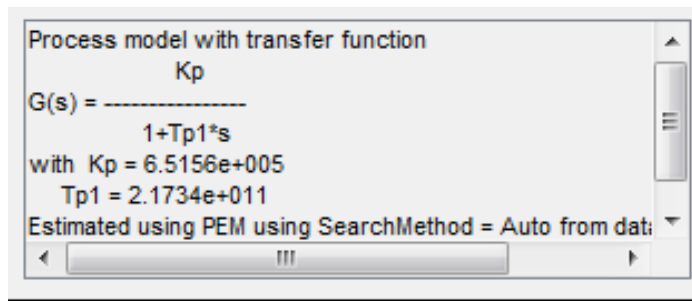 Process model with transfer function
Kp
G(s) = ----------------
1+Tp1*s
with Kp = 6.5156e+005
Tp1 = 2.1734e+011
Estimated using PEM using SearchMethod = Auto from